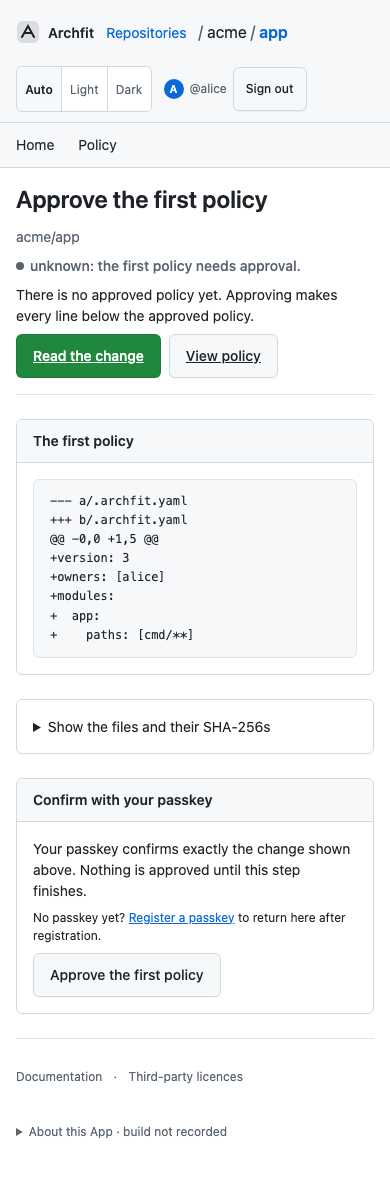 Archfit Repositories / acme / app
Auto Light Dark A @alice Sign out
Home Policy
Approve the first policy
acme/app
unknown: the first policy needs approval.
There is no approved policy yet. Approving makes
every line below the approved policy.
Read the change View policy
The first policy
--- a/.archfit.yaml
+++ b/.archfit.yaml
@@ -0,0 +1,5 @@
+version: 3
+owners: [alice]
+modules:
+  app:
+    paths: [cmd/**]
Show the files and their SHA-256s
Confirm with your passkey
Your passkey confirms exactly the change shown
above. Nothing is approved until this step
finishes.
No passkey yet? Register a passkey to return here after
registration.
Approve the first policy
Documentation · Third-party licences
About this App · build not recorded